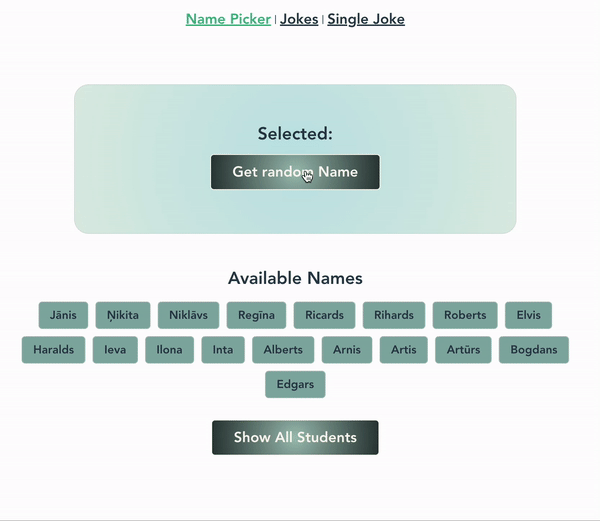 Name Picker | Jokes | Single Joke
Selected:
Get random Name
Available Names
Jānis Ņikita Niklāvs Regīna Ricards Rihards Roberts Elvis
Haralds Ieva Ilona Inta Alberts Arnis Artis Artūrs Bogdans
Edgars
Show All Students